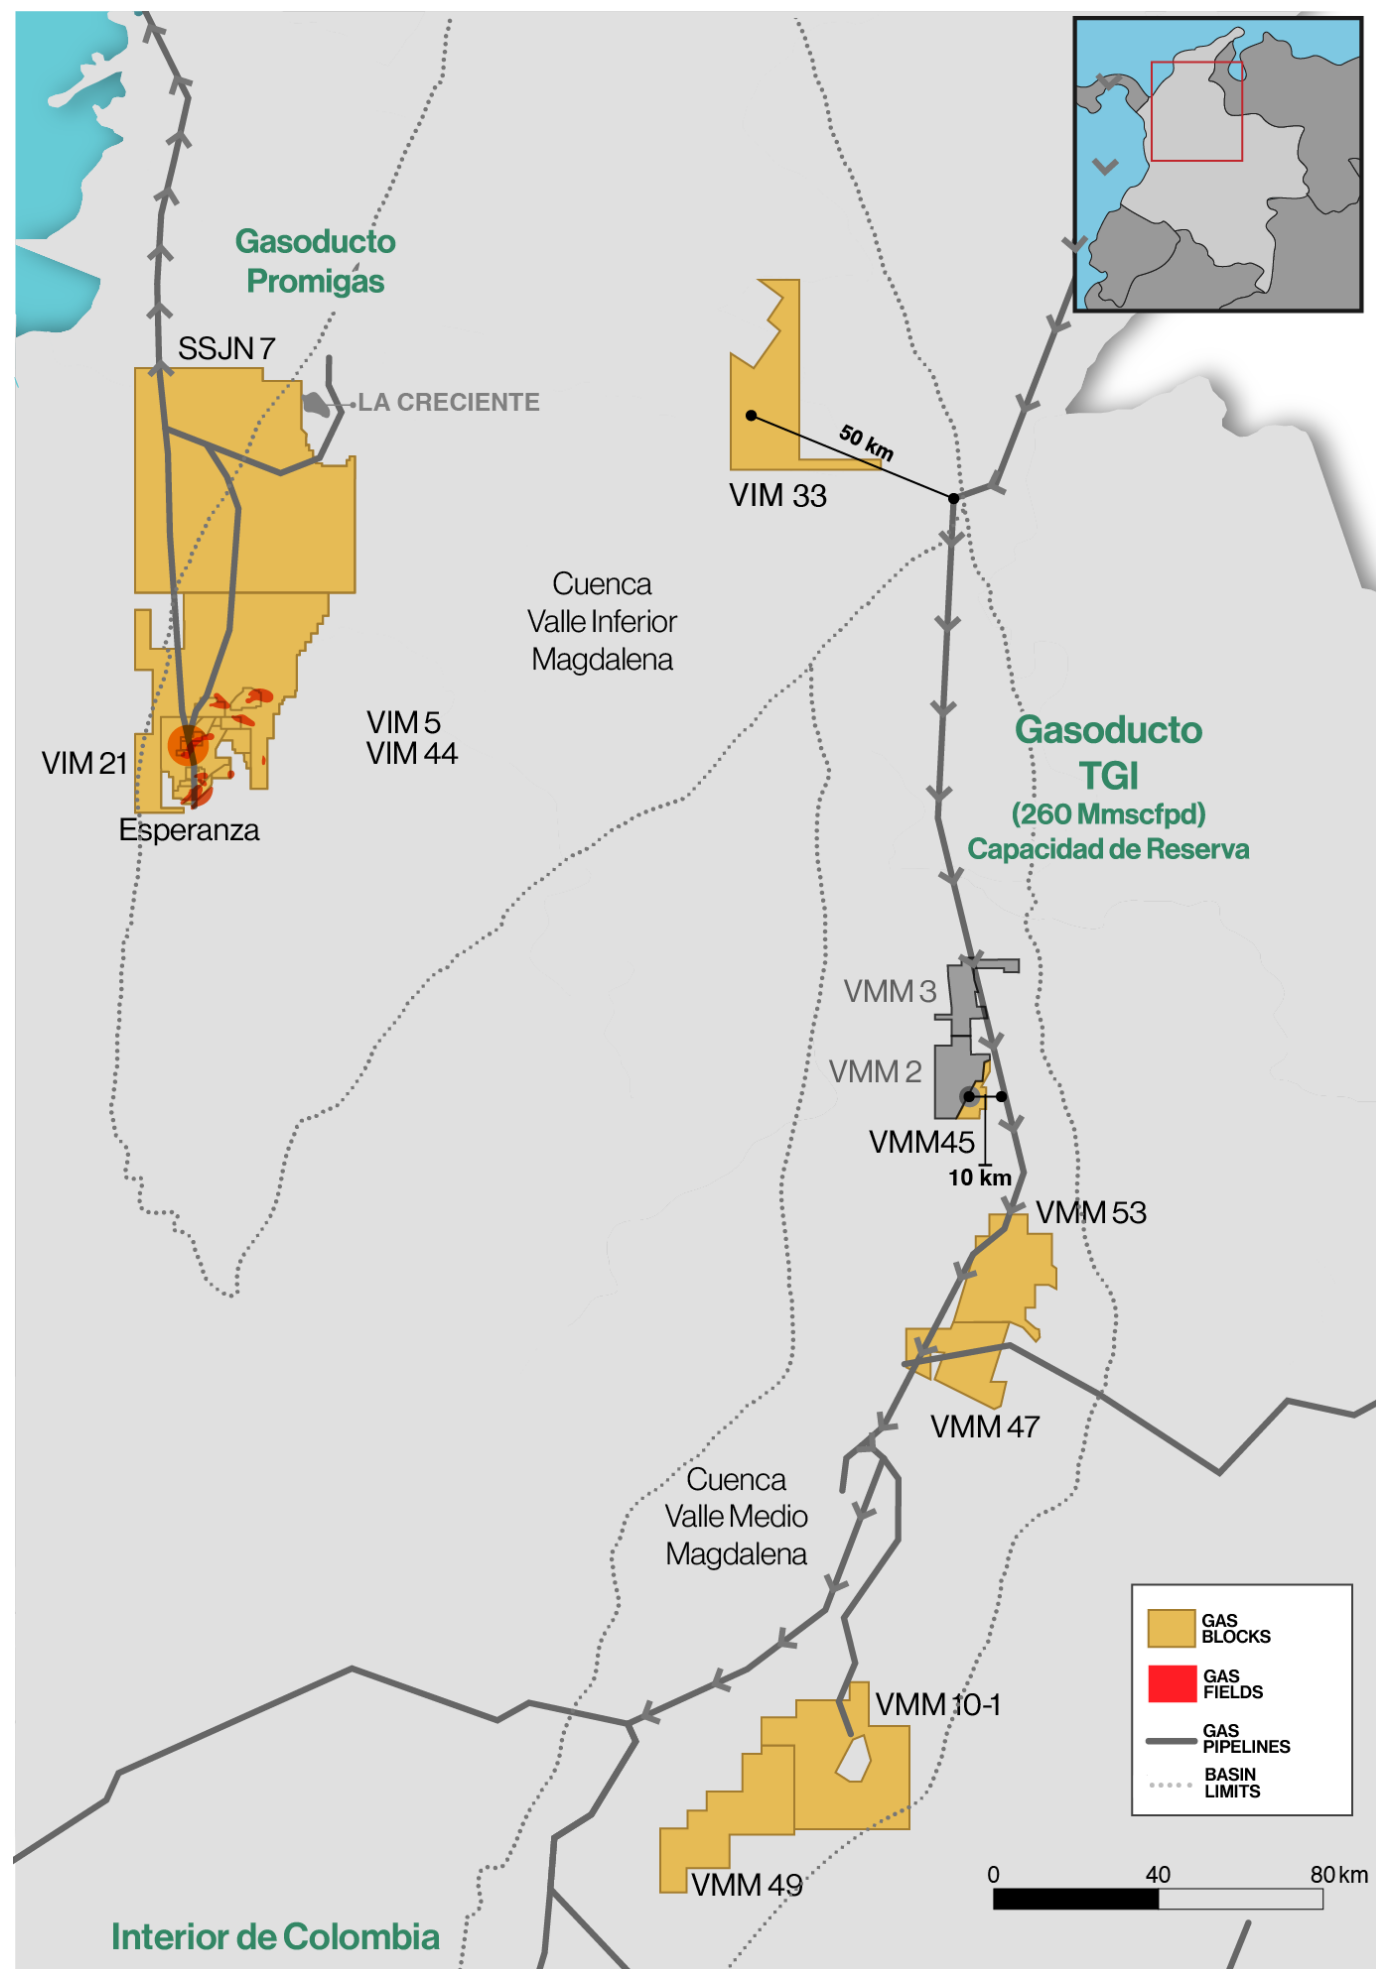 Gasoducto
Promigas
SSJN 7
LA CRECIENTE
50 km
VIM 33
Cuenca
Valle Inferior
Magdalena
VIM 5
VIM 44
VIM 21
Esperanza
Gasoducto
TGI
(260 Mmscfpd)
Capacidad de Reserva
VMM 3
VMM 2
VMM45
10 km
VMM 53
VMM 47
Cuenca
Valle Medio
Magdalena
VMM 10-1
VMM 49
Interior de Colombia
GAS
BLOCKS
GAS
FIELDS
GAS
PIPELINES
BASIN
LIMITS
0 40 80 km